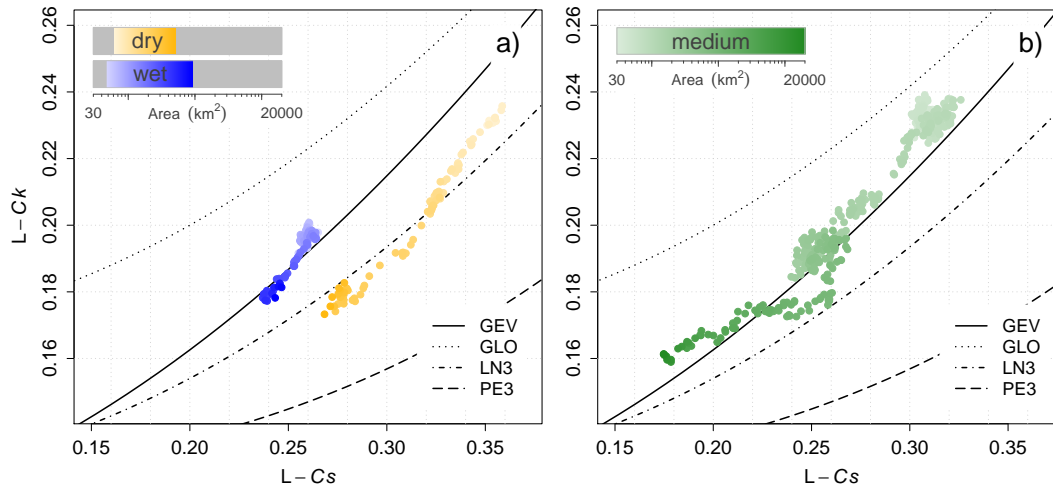 a)
dry
wet
30 Area (km²) 20000
L – Ck
0.16 0.18 0.20 0.22 0.24 0.26
GEV
GLO
LN3
PE3
0.15 0.20 0.25 0.30 0.35
L – Cs
b)
medium
30 Area (km²) 20000
0.16 0.18 0.20 0.22 0.24 0.26
GEV
GLO
LN3
PE3
0.15 0.20 0.25 0.30 0.35
L – Cs